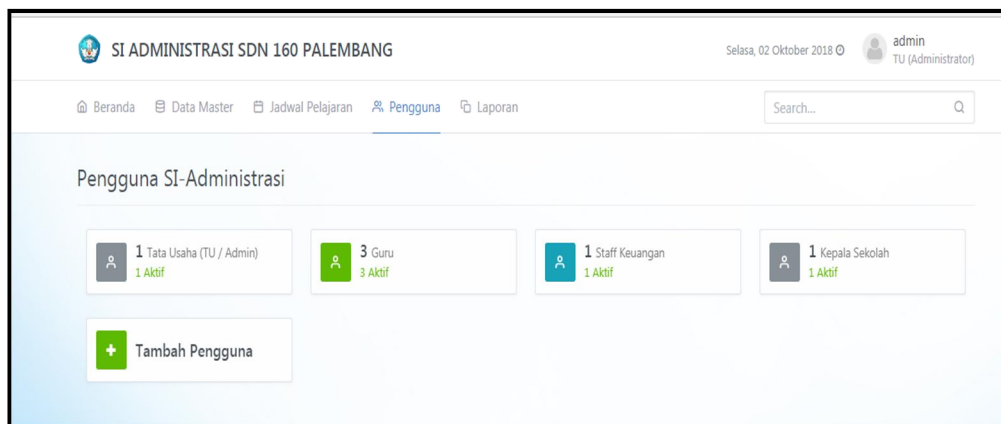 SI ADMINISTRASI SDN 160 PALEMBANG
Selasa, 02 Oktober 2018
admin
TU (Administrator)
Beranda Data Master Jadwal Pelajaran Pengguna Laporan
Search...
Pengguna SI-Administrasi
1 Tata Usaha (TU / Admin)
1 Aktif
3 Guru
3 Aktif
1 Staff Keuangan
1 Aktif
1 Kepala Sekolah
1 Aktif
Tambah Pengguna